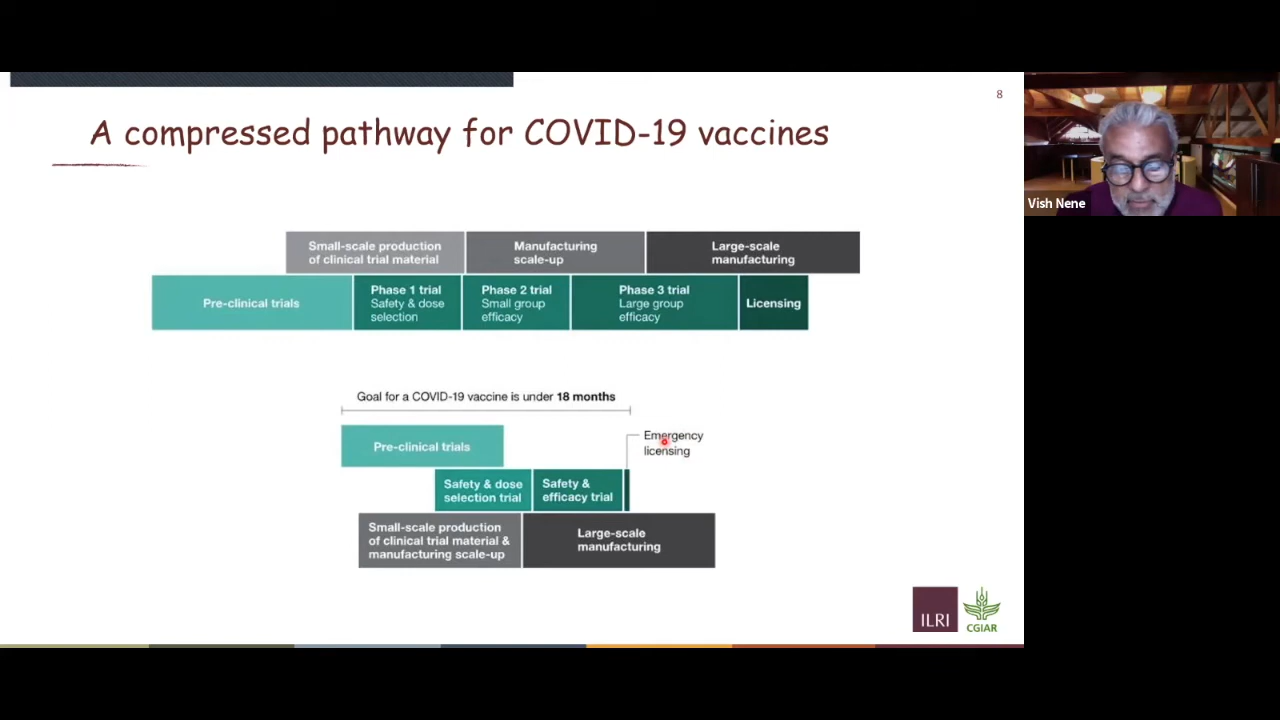 8
A compressed pathway for COVID-19 vaccines
Vish Nene
Small-scale production
of clinical trial material
Manufacturing
scale-up
Large-scale
manufacturing
Pre-clinical trials
Phase 1 trial
Safety & dose
selection
Phase 2 trial
Small group
efficacy
Phase 3 trial
Large group
efficacy
Licensing
Goal for a COVID-19 vaccine is under 18 months
Pre-clinical trials
Emergency
licensing
Safety & dose
selection trial
Safety &
efficacy trial
Small-scale production
of clinical trial material &
manufacturing scale-up
Large-scale
manufacturing
ILRI
CGIAR